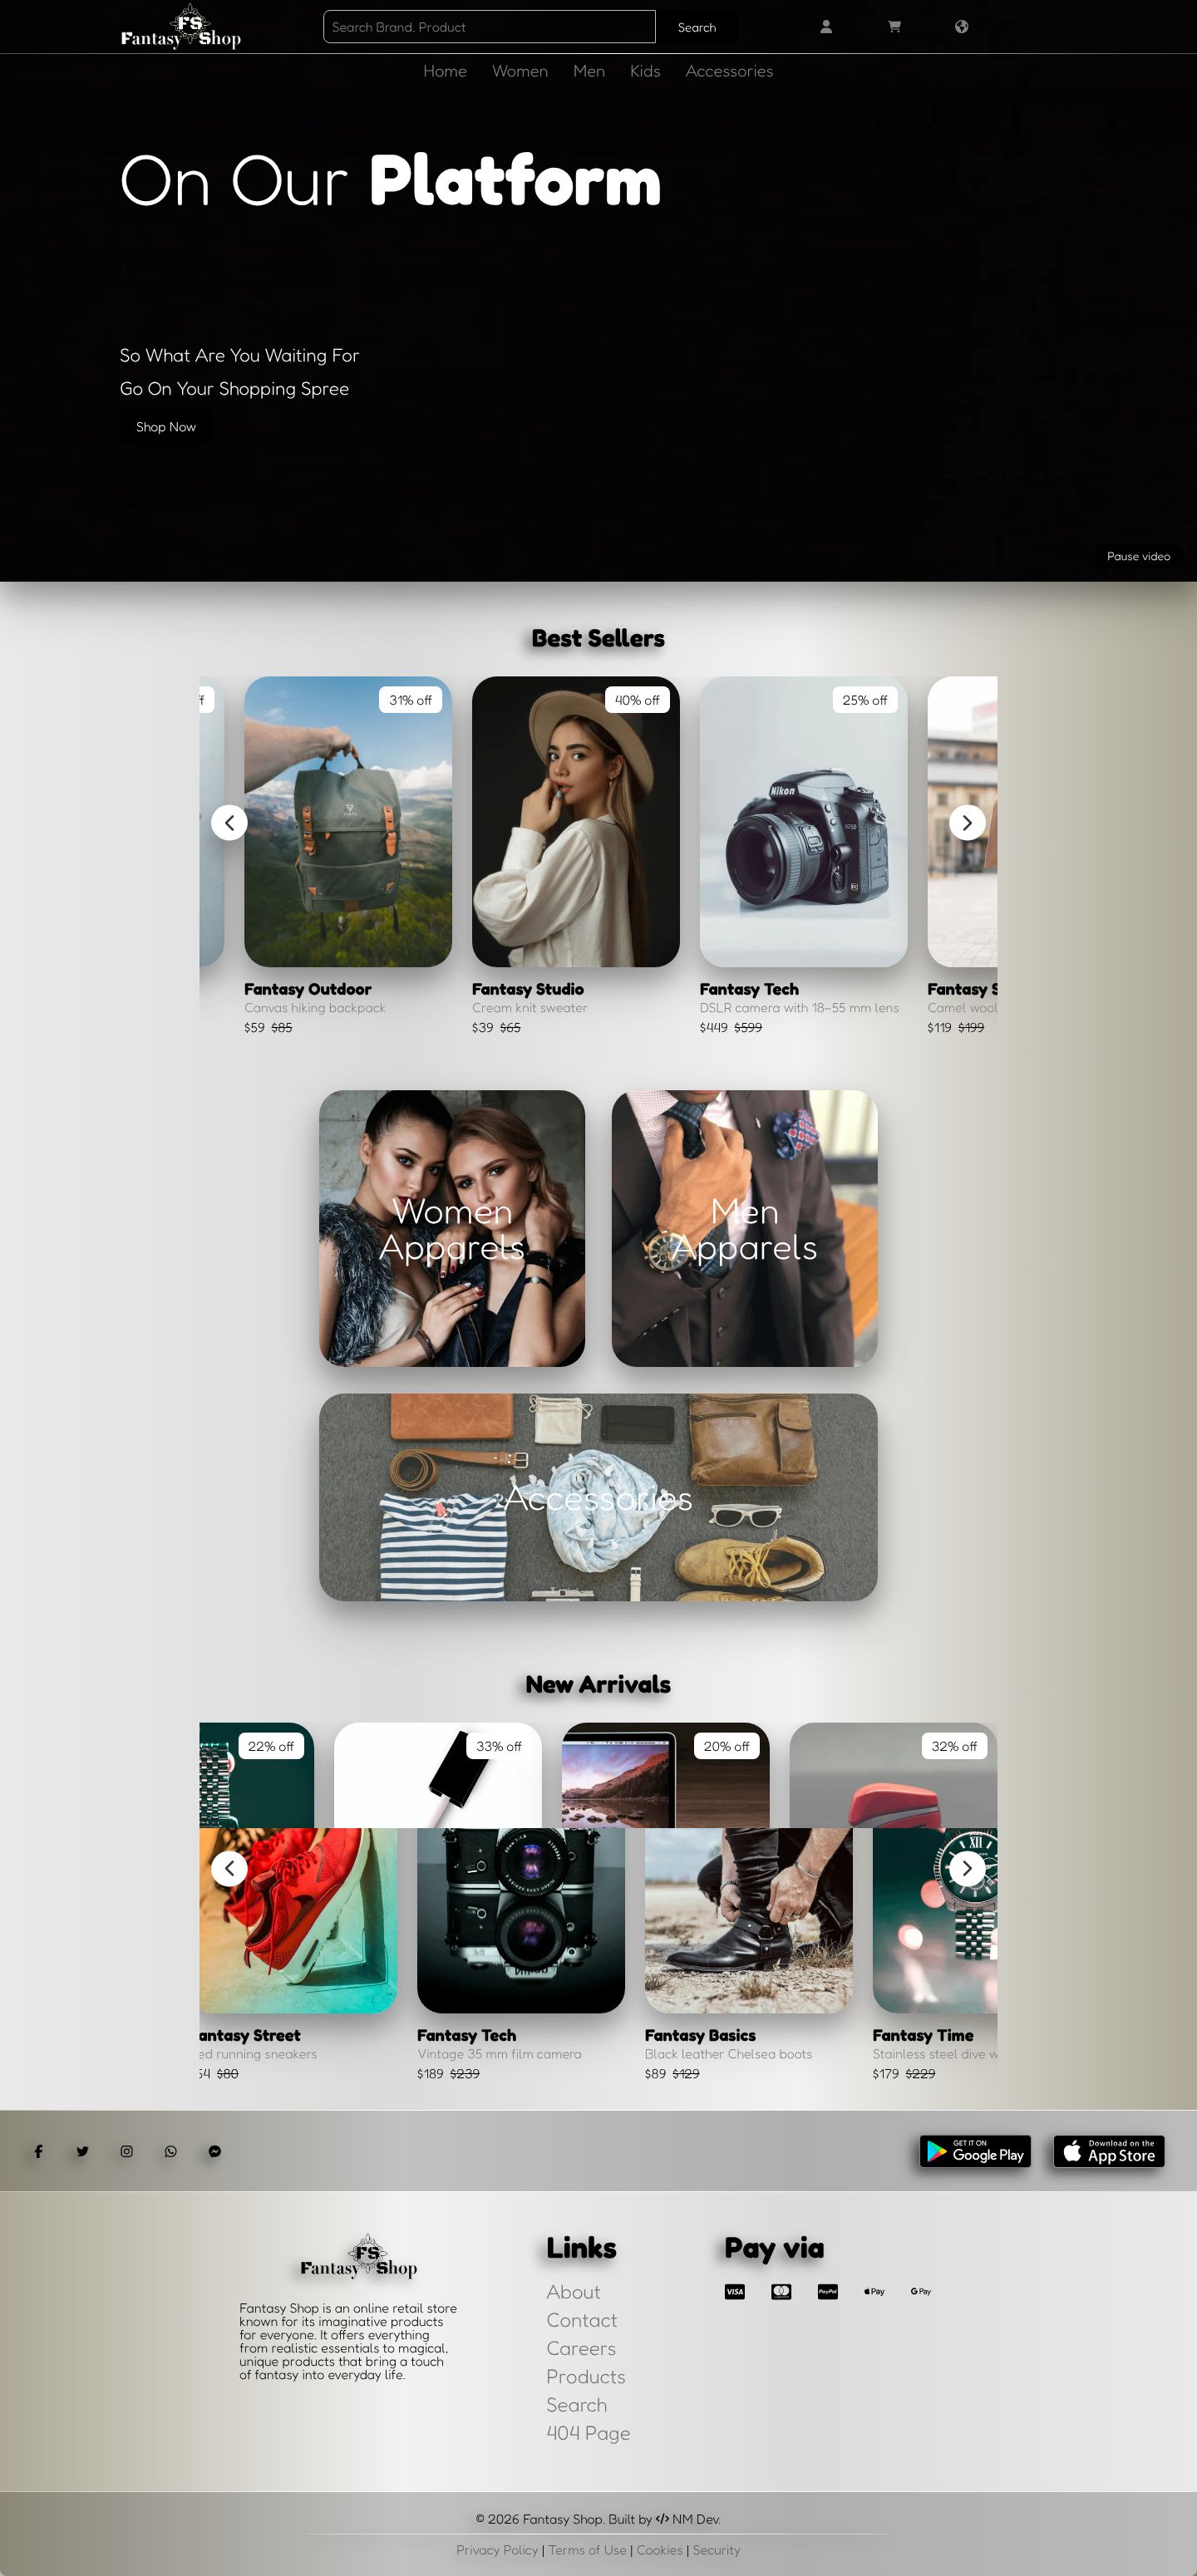 FS
Fantasy Shop
Search Brand, Product
Search
Home Women Men Kids Accessories
On Our Platform
So What Are You Waiting For
Go On Your Shopping Spree
Shop Now
Pause video
Best Sellers
31% off
40% off
25% off
Nikon
Fantasy Outdoor
Canvas hiking backpack
$59 $85
Fantasy Studio
Cream knit sweater
$39 $65
Fantasy Tech
DSLR camera with 18–55 mm lens
$449 $599
Fantasy
Camel wool
$119 $199
Women
Apparels
Men
Apparels
Accessories
New Arrivals
22% off
33% off
20% off
32% off
antasy Street
ed running sneakers
$80
Fantasy Tech
Vintage 35 mm film camera
$189 $239
Fantasy Basics
Black leather Chelsea boots
$89 $129
Fantasy Time
Stainless steel dive
$179 $229
GET IT ON
Google Play
Download on the
App Store
FS
Fantasy Shop
Fantasy Shop is an online retail store
known for its imaginative products
for everyone. It offers everything
from realistic essentials to magical,
unique products that bring a touch
of fantasy into everyday life.
Links
About
Contact
Careers
Products
Search
404 Page
Pay via
VISA
PayPal
Pay
G Pay
© 2026 Fantasy Shop. Built by </> NM Dev.
Privacy Policy | Terms of Use | Cookies | Security